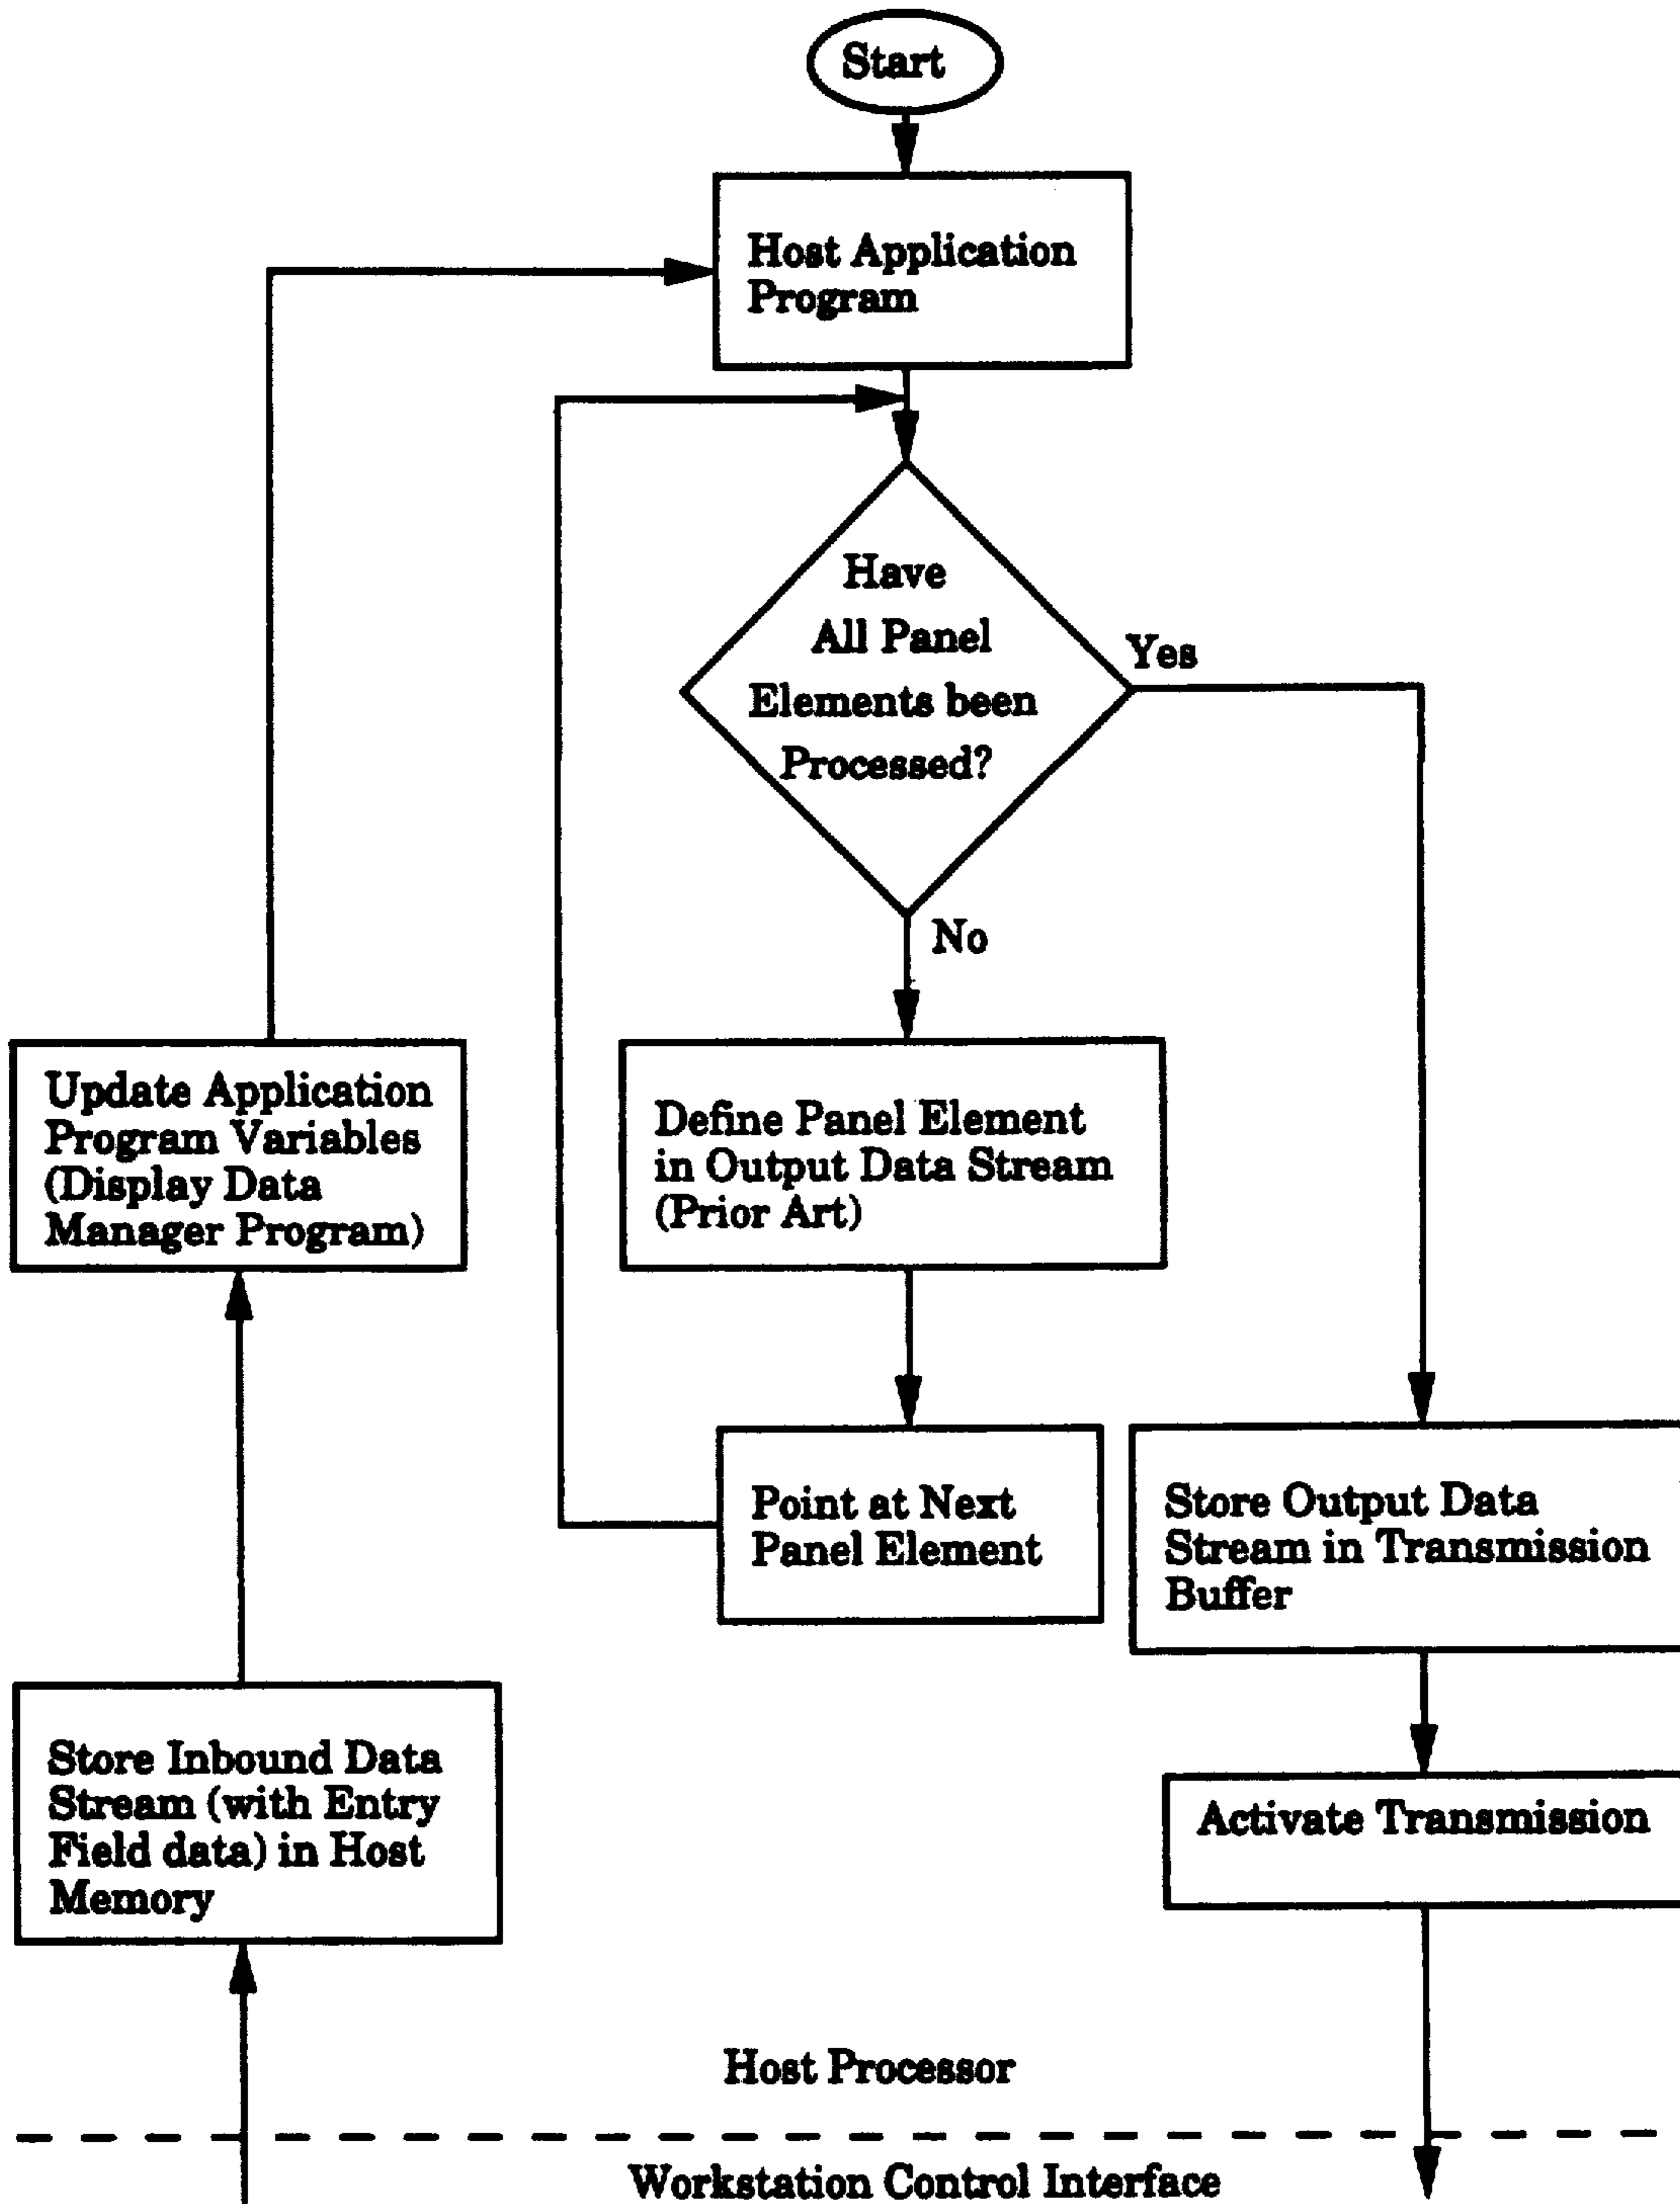 Start
Host Application
Program
Have
All Panel
Elements been
Processed?
Yes
No
Update Application
Program Variables
(Display Data
Manager Program)
Define Panel Element
in Output Data Stream
(Prior Art)
Point at Next
Panel Element
Store Output Data
Stream in Transmission
Buffer
Store Inbound Data
Stream (with Entry
Field data) in Host
Memory
Activate Transmission
Host Processor
Workstation Control Interface